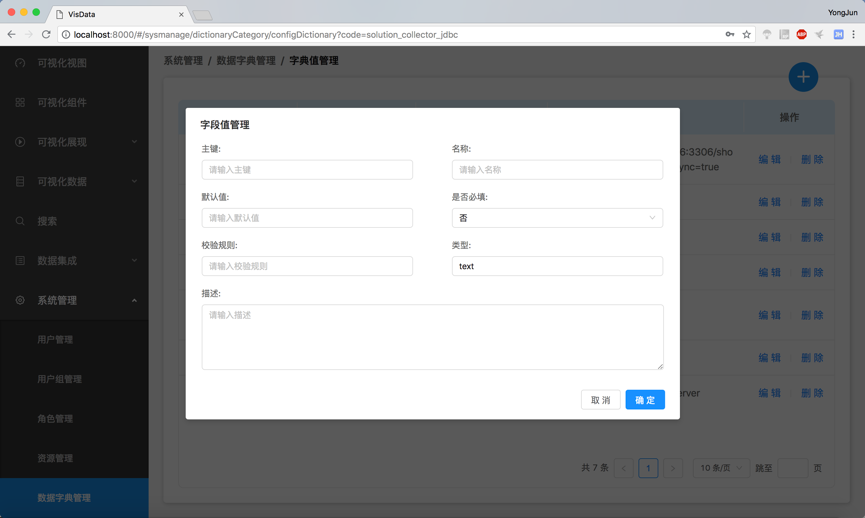 VisData
YongJun
localhost:8000/#/sysmanage/dictionaryCategory/configDictionary?code=solution_collector_jdbc
ABP
JH
可视化视图
可视化组件
可视化展现
可视化数据
搜索
数据集成
系统管理
用户管理
用户组管理
角色管理
资源管理
数据字典管理
系统管理 / 数据字典管理 / 字典值管理
操作
6:3306/sho
ync=true
编 辑 删 除
编 辑 删 除
编 辑 删 除
编 辑 删 除
编 辑 删 除
编 辑 删 除
erver
编 辑 删 除
字段值管理
主键:
请输入主键
名称:
请输入名称
默认值:
请输入默认值
是否必填:
否
校验规则:
请输入校验规则
类型:
text
描述:
请输入描述
取 消
确 定
共 7 条
1
10 条/页
跳至
页